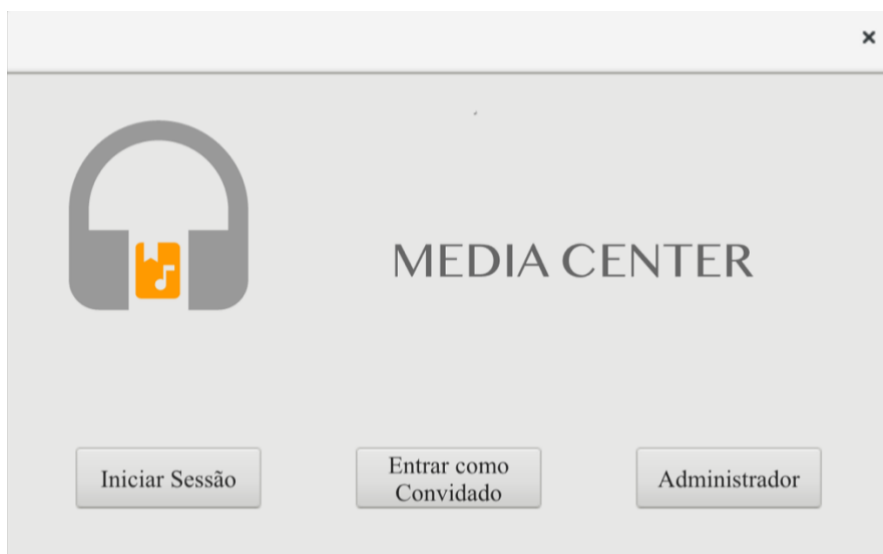 MEDIA CENTER
Iniciar Sessão
Entrar como
Convidado
Administrador